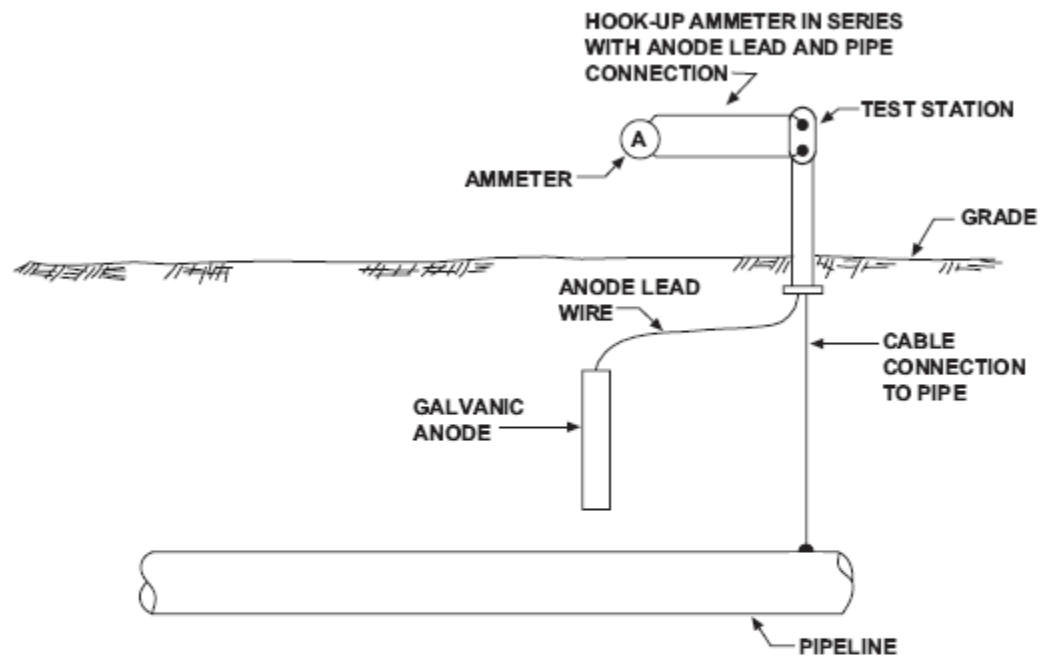 HOOK-UP AMMETER IN SERIES
WITH ANODE LEAD AND PIPE
CONNECTION
TEST STATION
A
AMMETER
GRADE
ANODE LEAD
WIRE
CABLE
CONNECTION
TO PIPE
GALVANIC
ANODE
PIPELINE